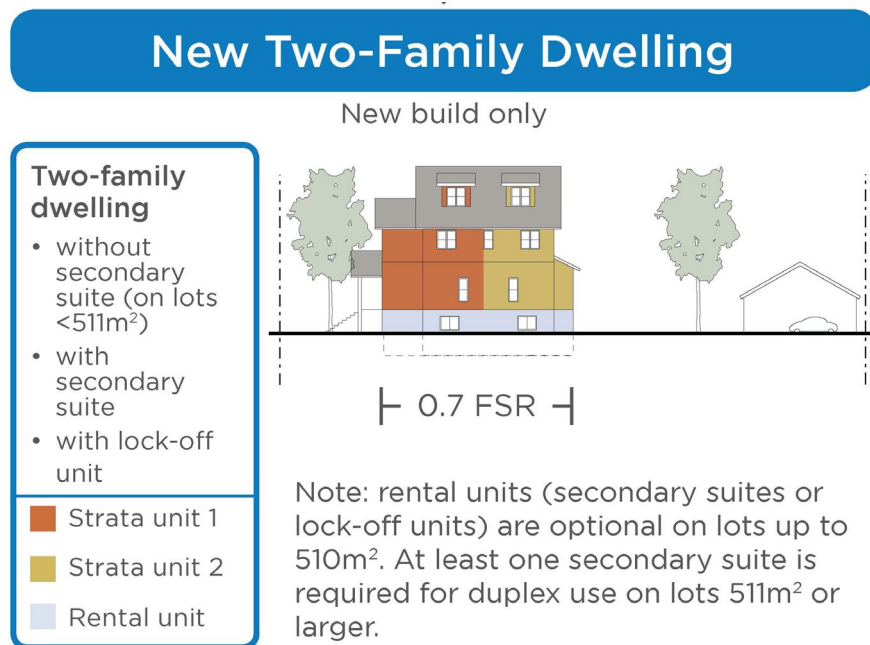 New Two-Family Dwelling
New build only
Two-family
dwelling
• without
secondary
suite (on lots
<511m²)
• with
secondary
suite
• with lock-off
unit
Strata unit 1
Strata unit 2
Rental unit
0.7 FSR
Note: rental units (secondary suites or
lock-off units) are optional on lots up to
510m². At least one secondary suite is
required for duplex use on lots 511m² or
larger.